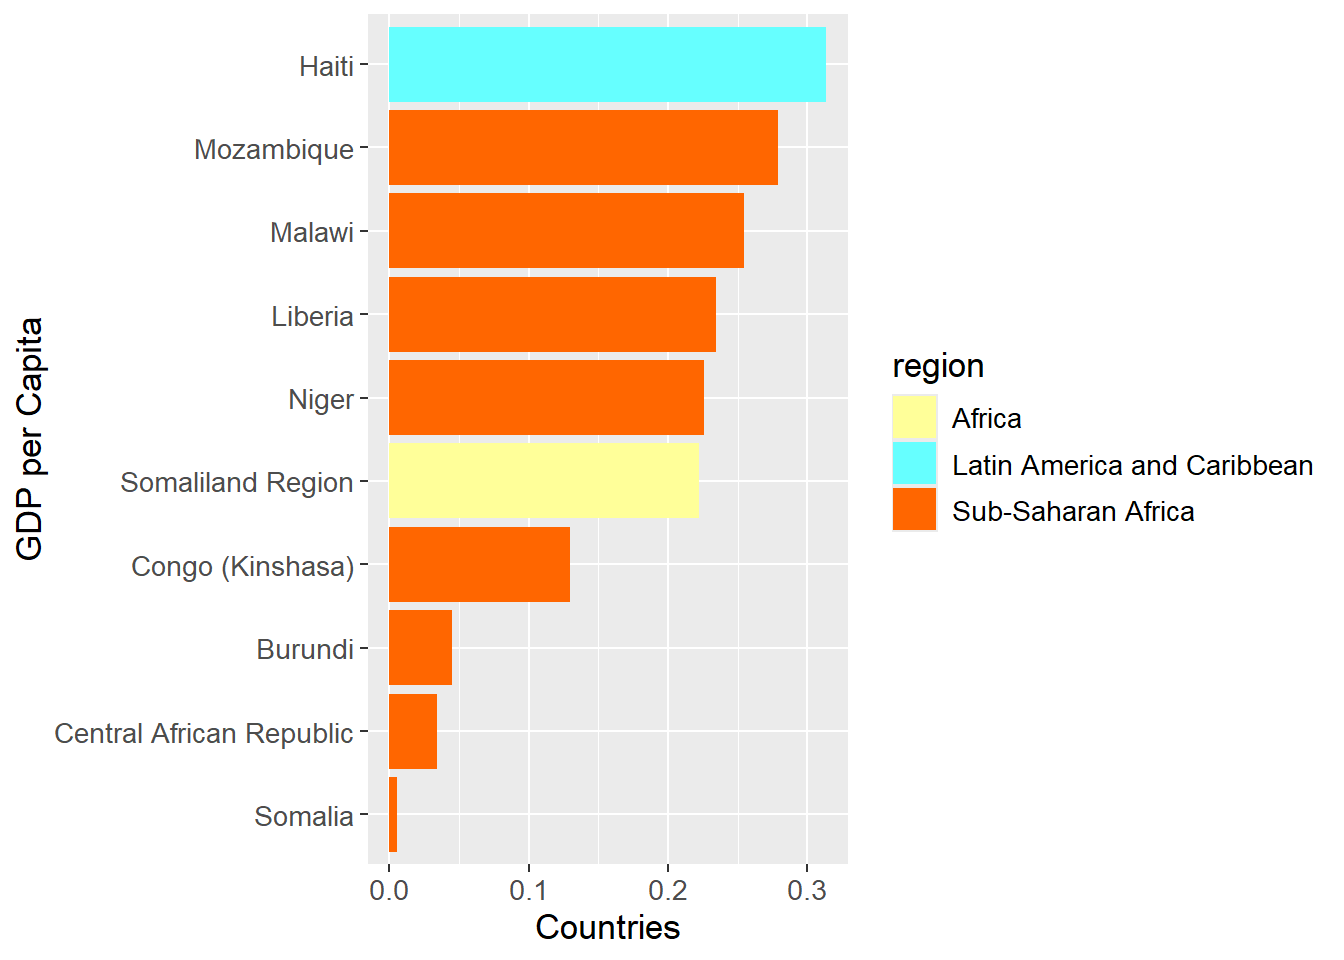 Haiti
Mozambique
Malawi
Liberia
Niger
Somaliland Region
Congo (Kinshasa)
Burundi
Central African Republic
Somalia
GDP per Capita
0.0 0.1 0.2 0.3
Countries
region
Africa
Latin America and Caribbean
Sub-Saharan Africa